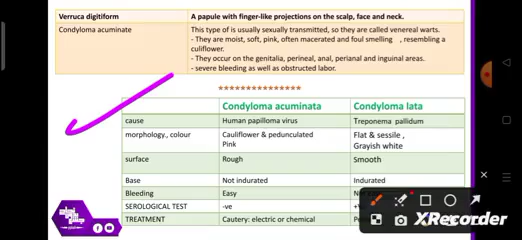 Verruca digitiform A papule with finger-like projections on the scalp, face and neck.
Condyloma acuminate This type of is usually sexually transmitted, so they are called venereal warts.
- They are moist, soft, pink, often macerated and foul smelling , resembling a
culiflower.
- They occur on the genitalia, perineal, anal, perianal and inguinal areas.
- severe bleeding as well as obstructed labor.
***************
Condyloma acuminata Condyloma lata
cause Human papilloma virus Treponema pallidum
morphology., colour Cauliflower & pedunculated Flat & sessile ,
Pink Grayish white
surface Rough Smooth
Base Not indurated Indurated
Bleeding Easy
SEROLOGICAL TEST -ve
TREATMENT Cautery: electric or chemical
XRecorder